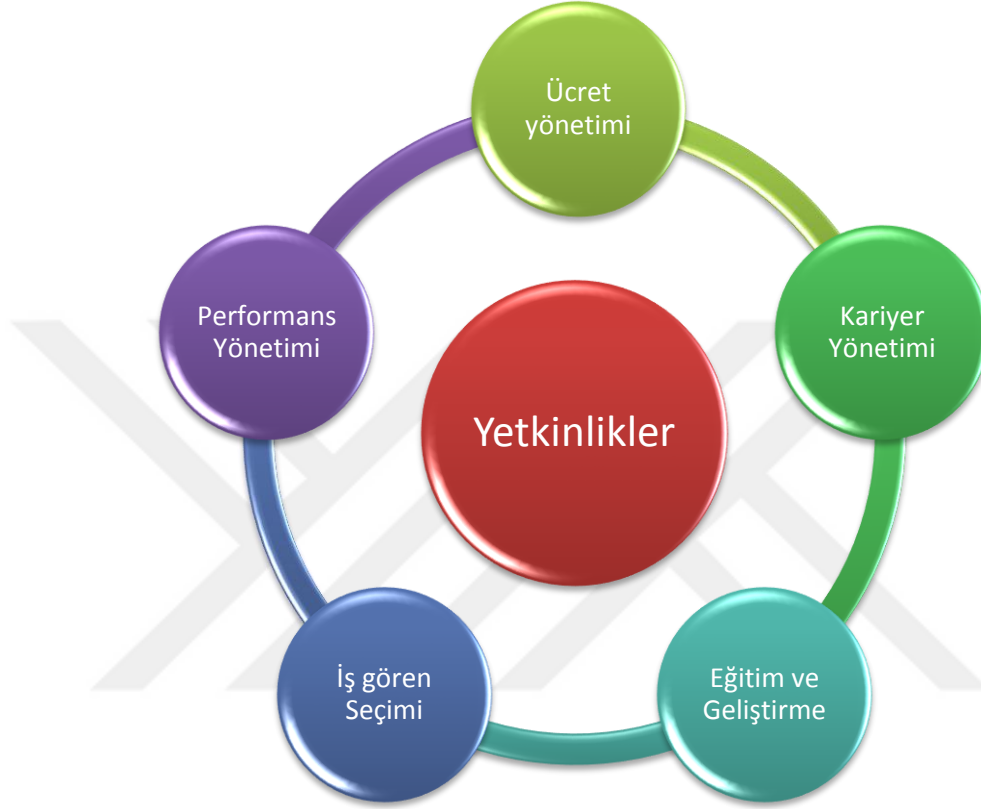 Ücret
yönetimi
Performans
Yönetimi
Kariyer
Yönetimi
Yetkinlikler
İş gören
Seçimi
Eğitim ve
Geliştirme